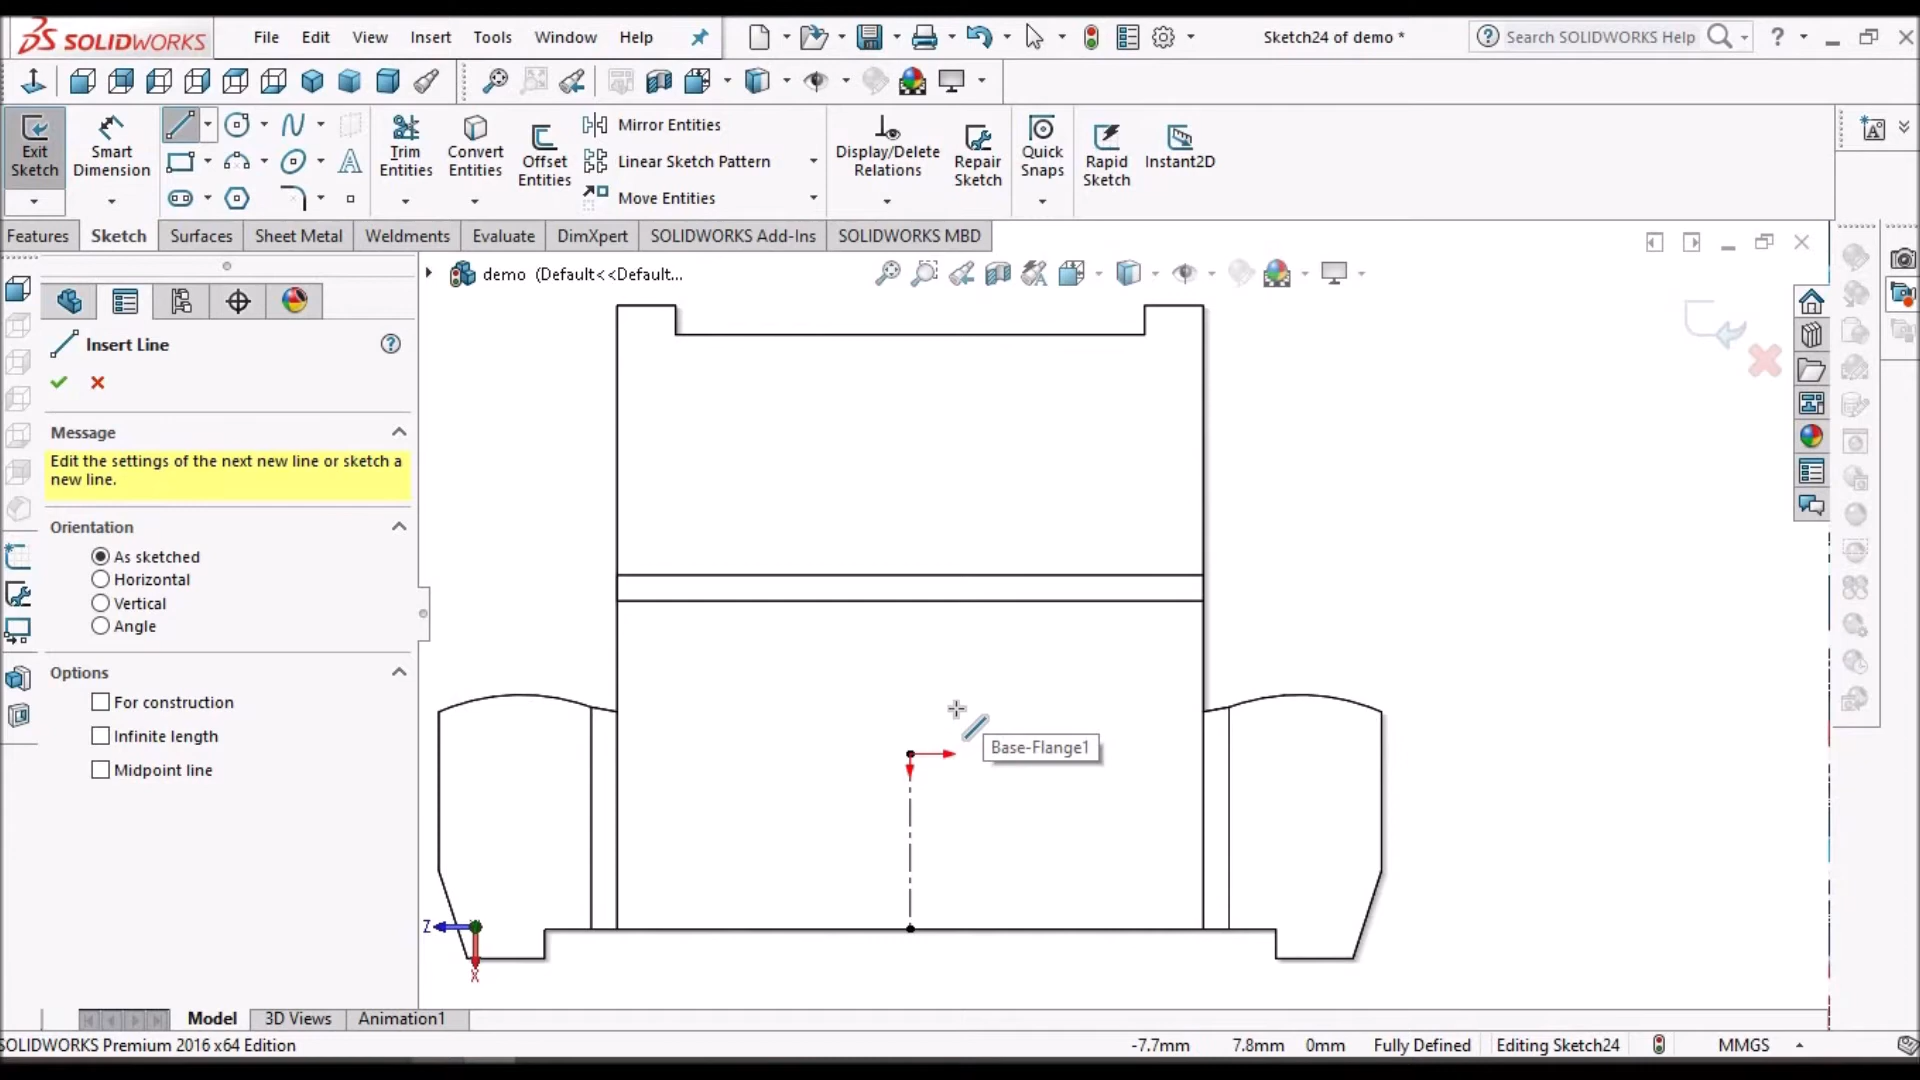 SOLIDWORKS
File Edit View Insert Tools Window Help
Sketch24 of demo *
Search SOLIDWORKS Help
?
Exit Sketch
Smart Dimension
Trim Entities
Convert Entities
Offset Entities
Mirror Entities
Linear Sketch Pattern
Move Entities
Display/Delete Relations
Repair Sketch
Quick Snaps
Rapid Sketch
Instant2D
Features Sketch Surfaces Sheet Metal Weldments Evaluate DimXpert SOLIDWORKS Add-Ins SOLIDWORKS MBD
demo (Default<<Default...
Insert Line
Message
Edit the settings of the next new line or sketch a
new line.
Orientation
As sketched
Horizontal
Vertical
Angle
Options
For construction
Infinite length
Midpoint line
Base-Flange1
Z
X
Model 3D Views Animation1
SOLIDWORKS Premium 2016 x64 Edition
-7.7mm 7.8mm 0mm Fully Defined Editing Sketch24 MMGS